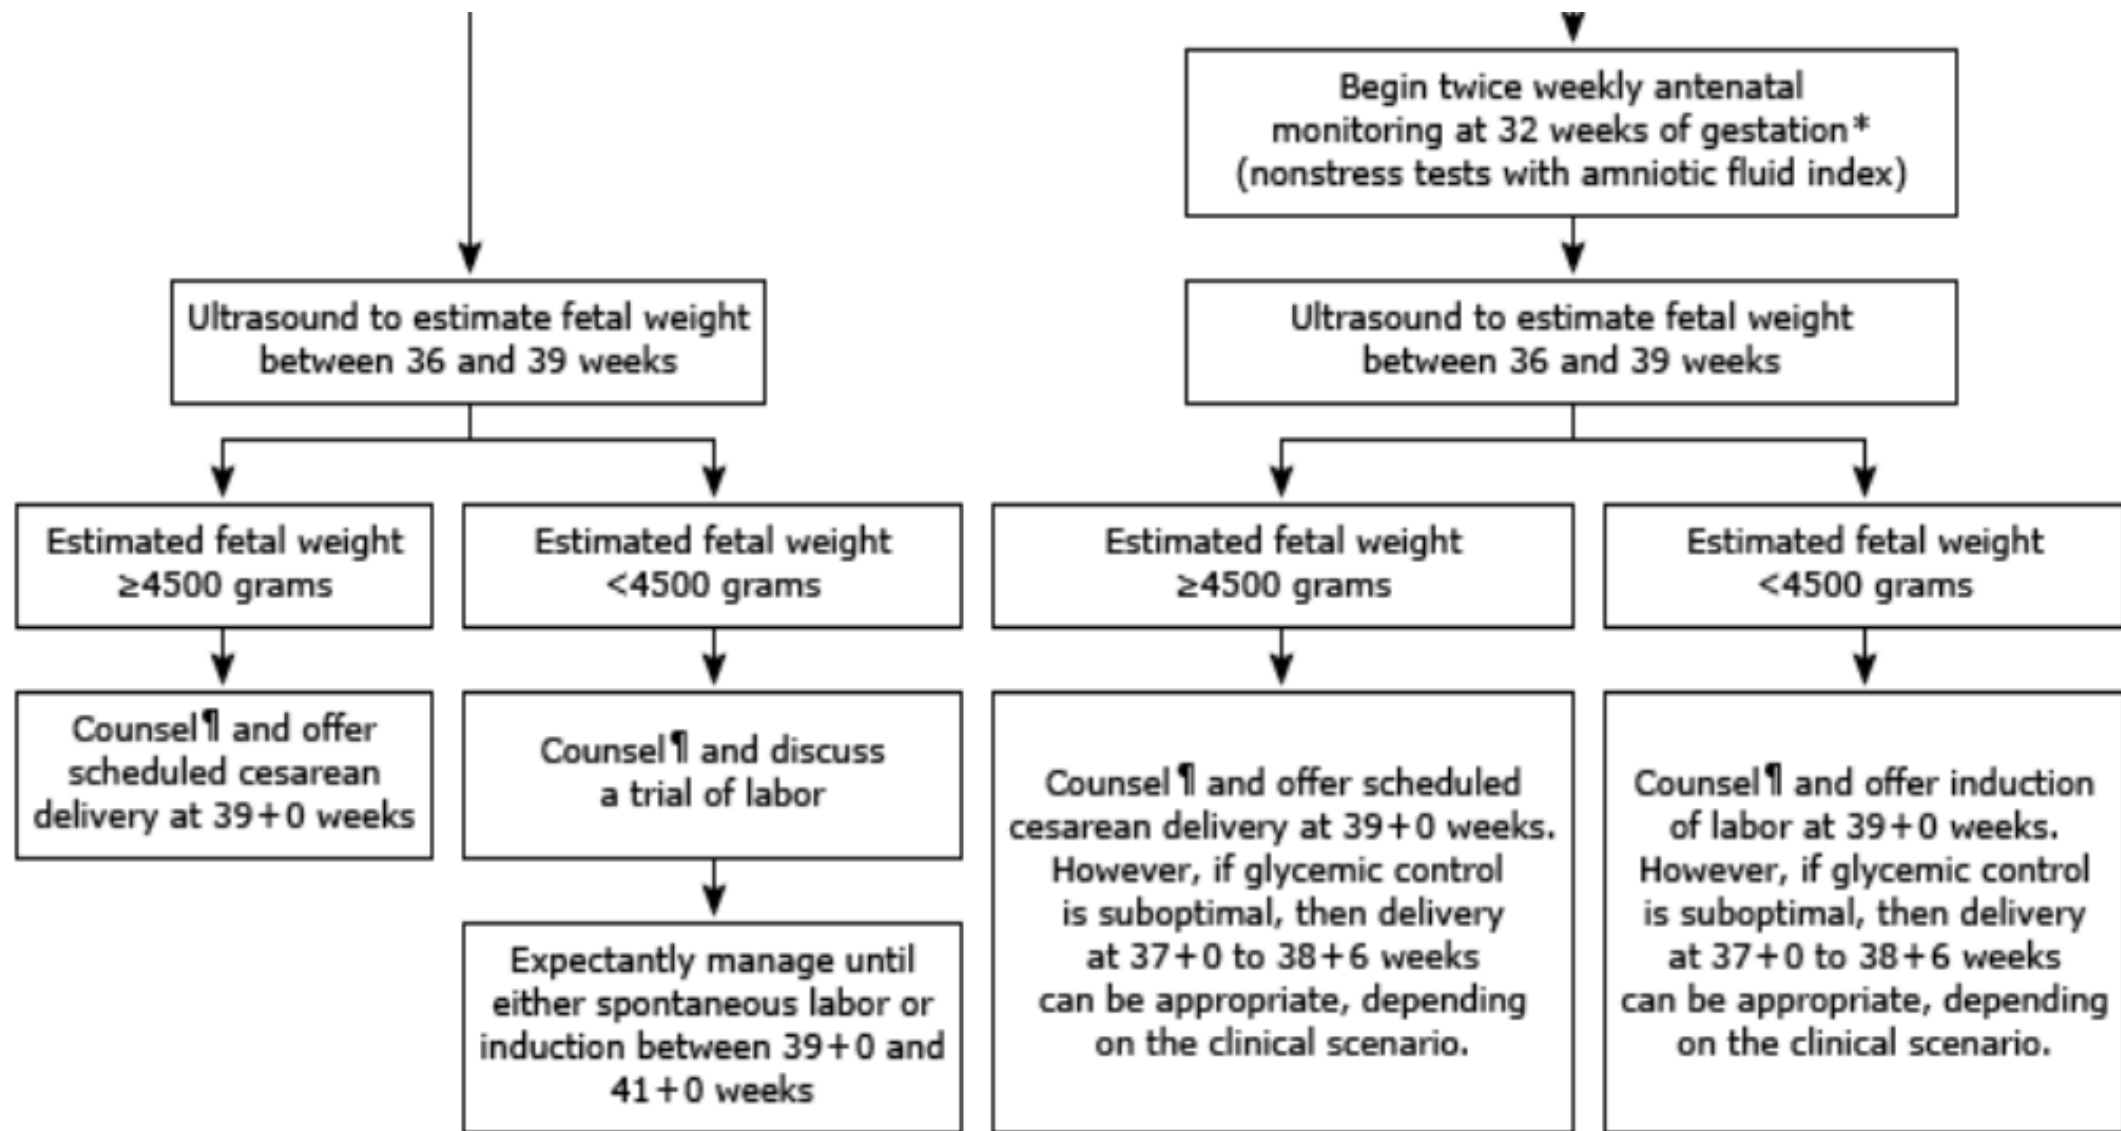 Begin twice weekly antenatal
monitoring at 32 weeks of gestation*
(nonstress tests with amniotic fluid index)
Ultrasound to estimate fetal weight
between 36 and 39 weeks
Ultrasound to estimate fetal weight
between 36 and 39 weeks
Estimated fetal weight
≥4500 grams
Estimated fetal weight
<4500 grams
Estimated fetal weight
≥4500 grams
Estimated fetal weight
<4500 grams
Counsel¶ and offer
scheduled cesarean
delivery at 39+0 weeks
Counsel¶ and discuss
a trial of labor
Counsel¶ and offer scheduled
cesarean delivery at 39+0 weeks.
However, if glycemic control
is suboptimal, then delivery
at 37+0 to 38+6 weeks
can be appropriate, depending
on the clinical scenario.
Counsel¶ and offer induction
of labor at 39+0 weeks.
However, if glycemic control
is suboptimal, then delivery
at 37+0 to 38+6 weeks
can be appropriate, depending
on the clinical scenario.
Expectantly manage until
either spontaneous labor or
induction between 39+0 and
41+0 weeks